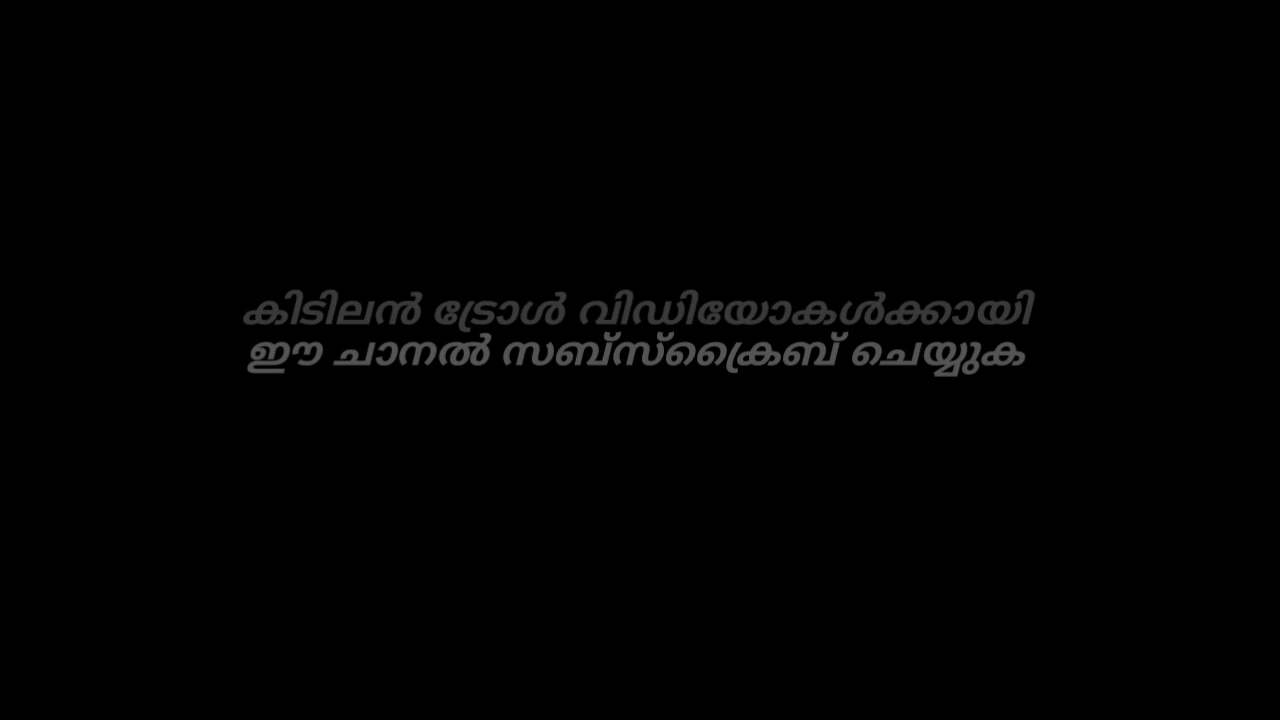 കിടിലൻ ട്രോൾ വിഡിയോകൾക്കായി
ഈ ചാനൽ സബ്സ്ക്രൈബ് ചെയ്യുക